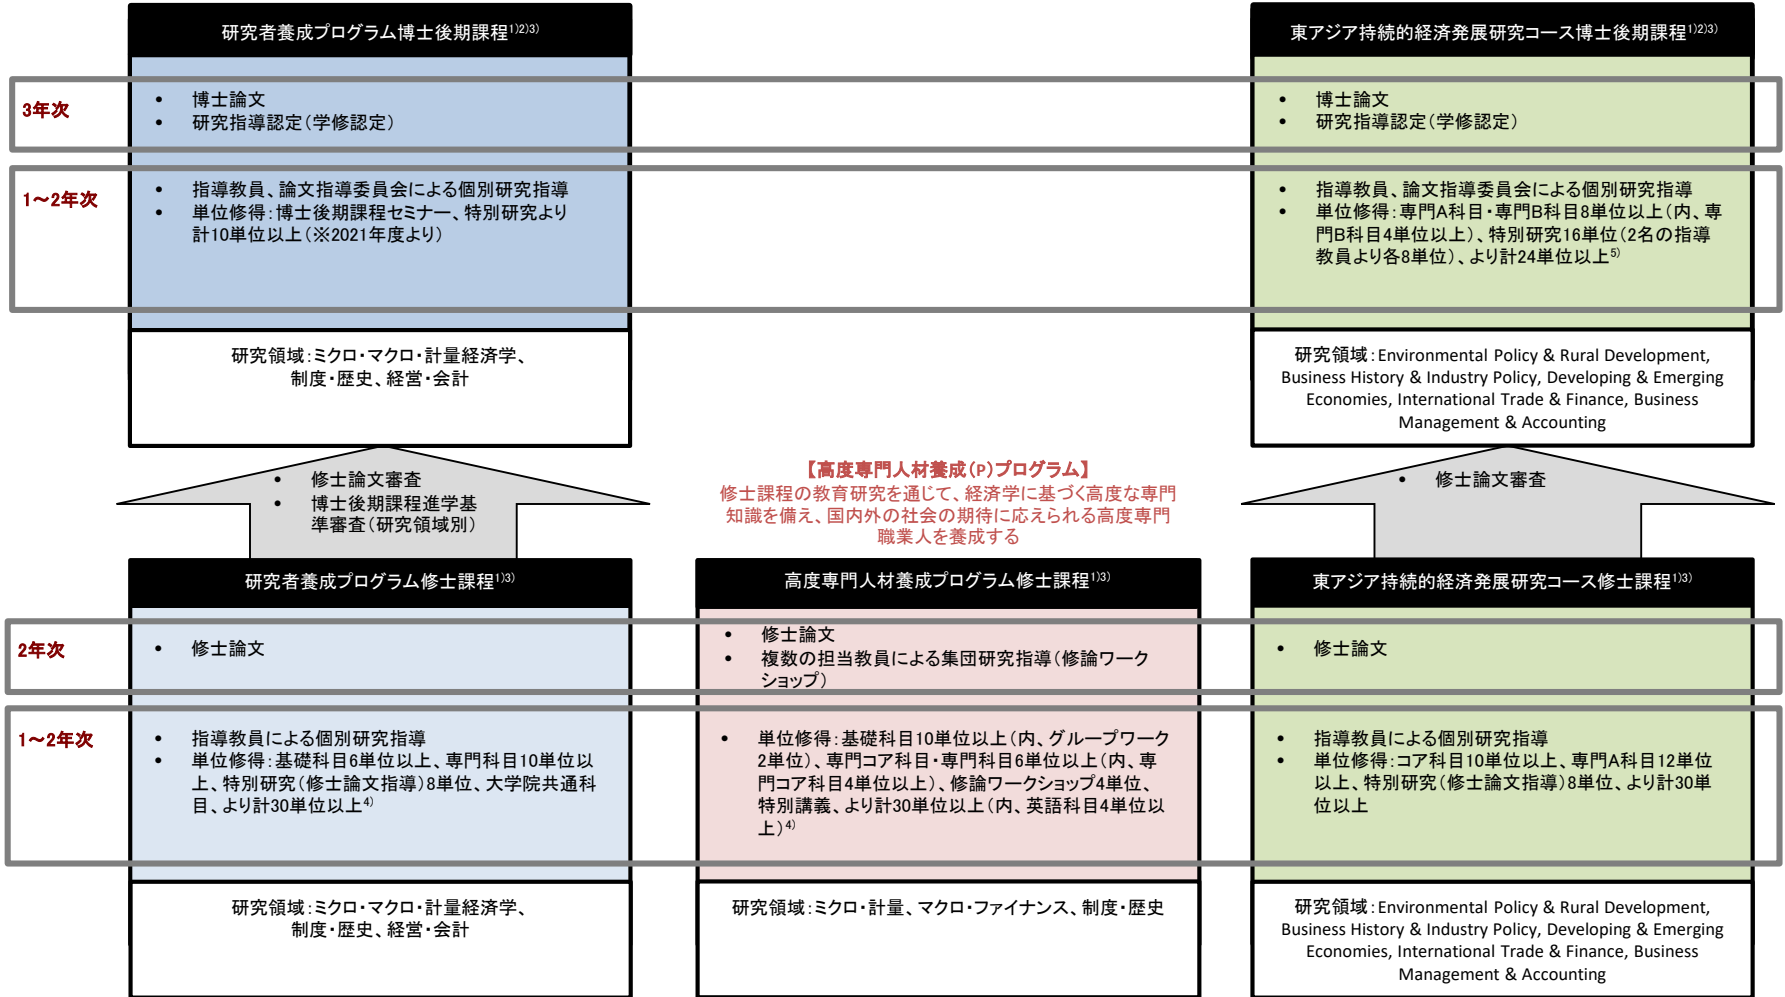 研究者養成プログラム博士後期課程1)2)3)
東アジア持続的経済発展研究コース博士後期課程1)2)3)
3年次
• 博士論文
• 研究指導認定(学修認定)
• 博士論文
• 研究指導認定(学修認定)
1～2年次
• 指導教員、論文指導委員会による個別研究指導
• 単位修得:博士後期課程セミナー、特別研究より
計10単位以上(※2021年度より)
• 指導教員、論文指導委員会による個別研究指導
• 単位修得:専門A科目・専門B科目8単位以上(内、専
門B科目4単位以上)、特別研究16単位(2名の指導
教員より各8単位)、より計24単位以上5)
研究領域:ミクロ・マクロ・計量経済学、
制度・歴史、経営・会計
研究領域:Environmental Policy & Rural Development,
Business History & Industry Policy, Developing & Emerging
Economies, International Trade & Finance, Business
Management & Accounting
• 修士論文審査
• 博士後期課程進学基
準審査(研究領域別)
【高度専門人材養成(P)プログラム】
修士課程の教育研究を通じて、経済学に基づく高度な専門
知識を備え、国内外の社会の期待に応えられる高度専門
職業人を養成する
• 修士論文審査
研究者養成プログラム修士課程1)3)
高度専門人材養成プログラム修士課程1)3)
東アジア持続的経済発展研究コース修士課程1)3)
2年次
• 修士論文
• 修士論文
• 複数の担当教員による集団研究指導(修論ワーク
ショップ)
• 修士論文
1～2年次
• 指導教員による個別研究指導
• 単位修得:基礎科目6単位以上、専門科目10単位以
上、特別研究(修士論文指導)8単位、大学院共通科
目、より計30単位以上4)
• 単位修得:基礎科目10単位以上(内、グループワーク
2単位)、専門コア科目・専門科目6単位以上(内、専
門コア科目4単位以上)、修論ワークショップ4単位、
特別講義、より計30単位以上(内、英語科目4単位以
上)4)
• 指導教員による個別研究指導
• 単位修得:コア科目10単位以上、専門A科目12単位
以上、特別研究(修士論文指導)8単位、より計30単
位以上
研究領域:ミクロ・マクロ・計量経済学、
制度・歴史、経営・会計
研究領域:ミクロ・計量、マクロ・ファイナンス、制度・歴史
研究領域:Environmental Policy & Rural Development,
Business History & Industry Policy, Developing & Emerging
Economies, International Trade & Finance, Business
Management & Accounting